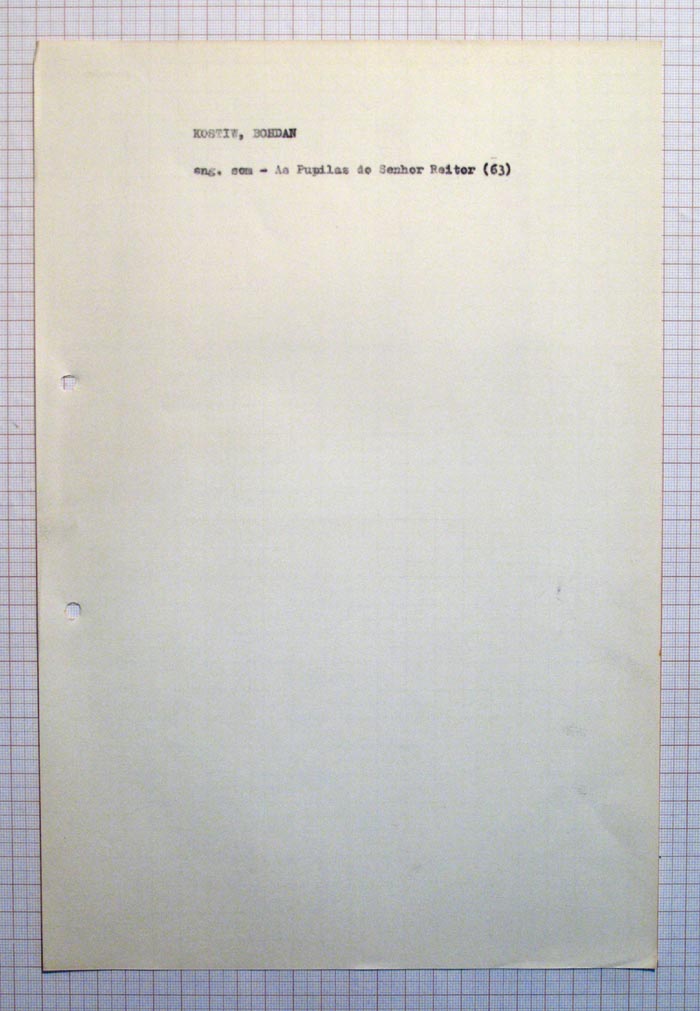 KOSTIW, BOHDAN
eng. som - As Pupilas do Senhor Reitor (63)